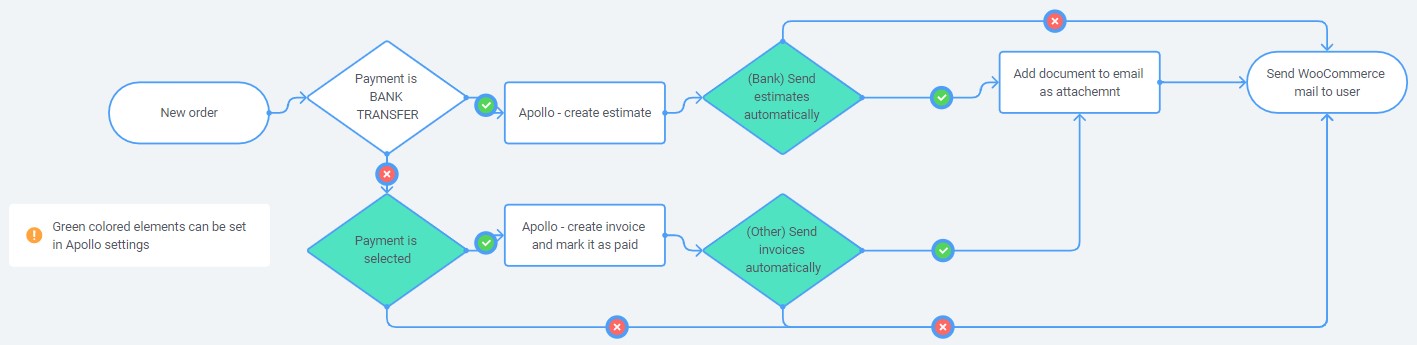 New order
Payment is
BANK
TRANSFER
Apollo - create estimate
(Bank) Send
estimates
automatically
Add document to email
as attachemnt
Send WooCommerce
mail to user
Green colored elements can be set
in Apollo settings
Payment is
selected
Apollo - create invoice
and mark it as paid
(Other) Send
invoices
automatically